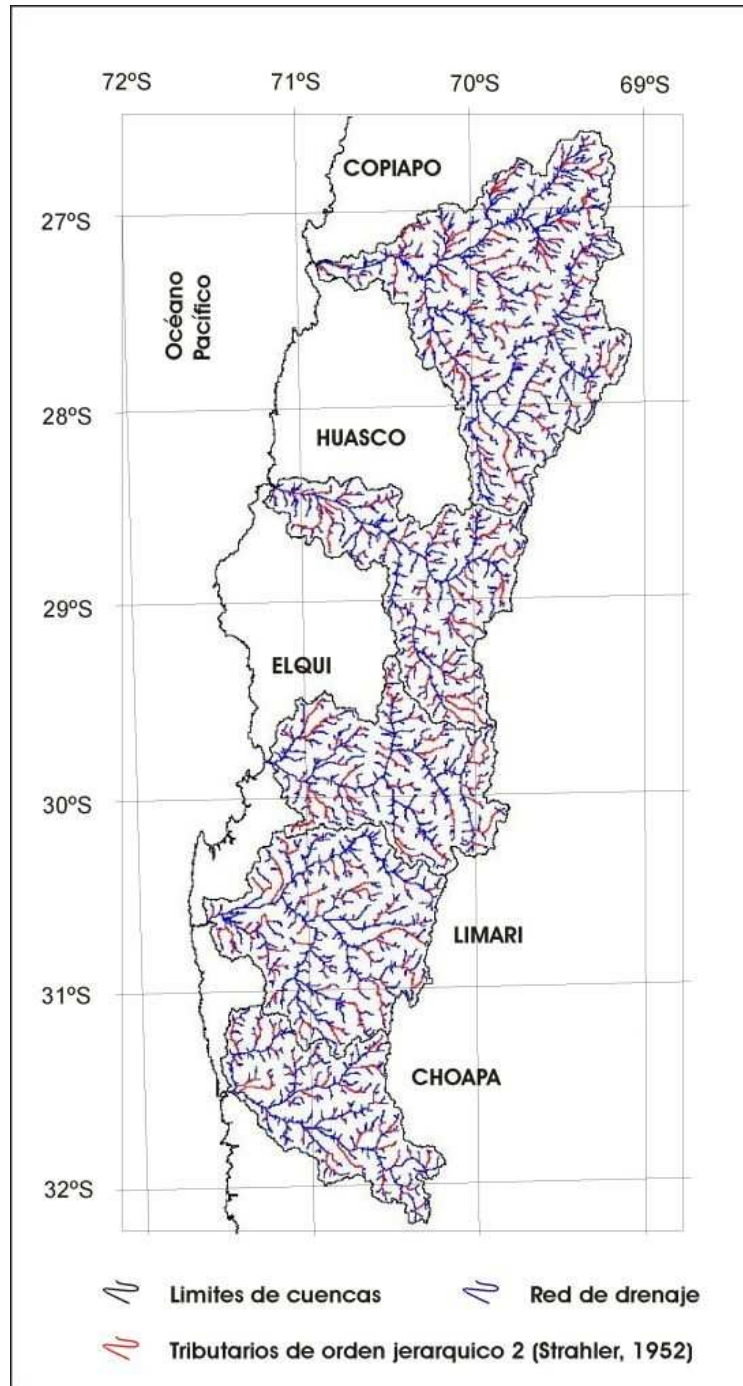 72ºS 71ºS 70ºS 69ºS
COPIAPO
27ºS
Océano
Pacífico
28ºS
HUASCO
29ºS
ELQUI
30ºS
LIMARI
31ºS
CHOAPA
32ºS
Limites de cuencas Red de drenaje
Tributarios de orden jerarquico 2 (Strahler, 1952)